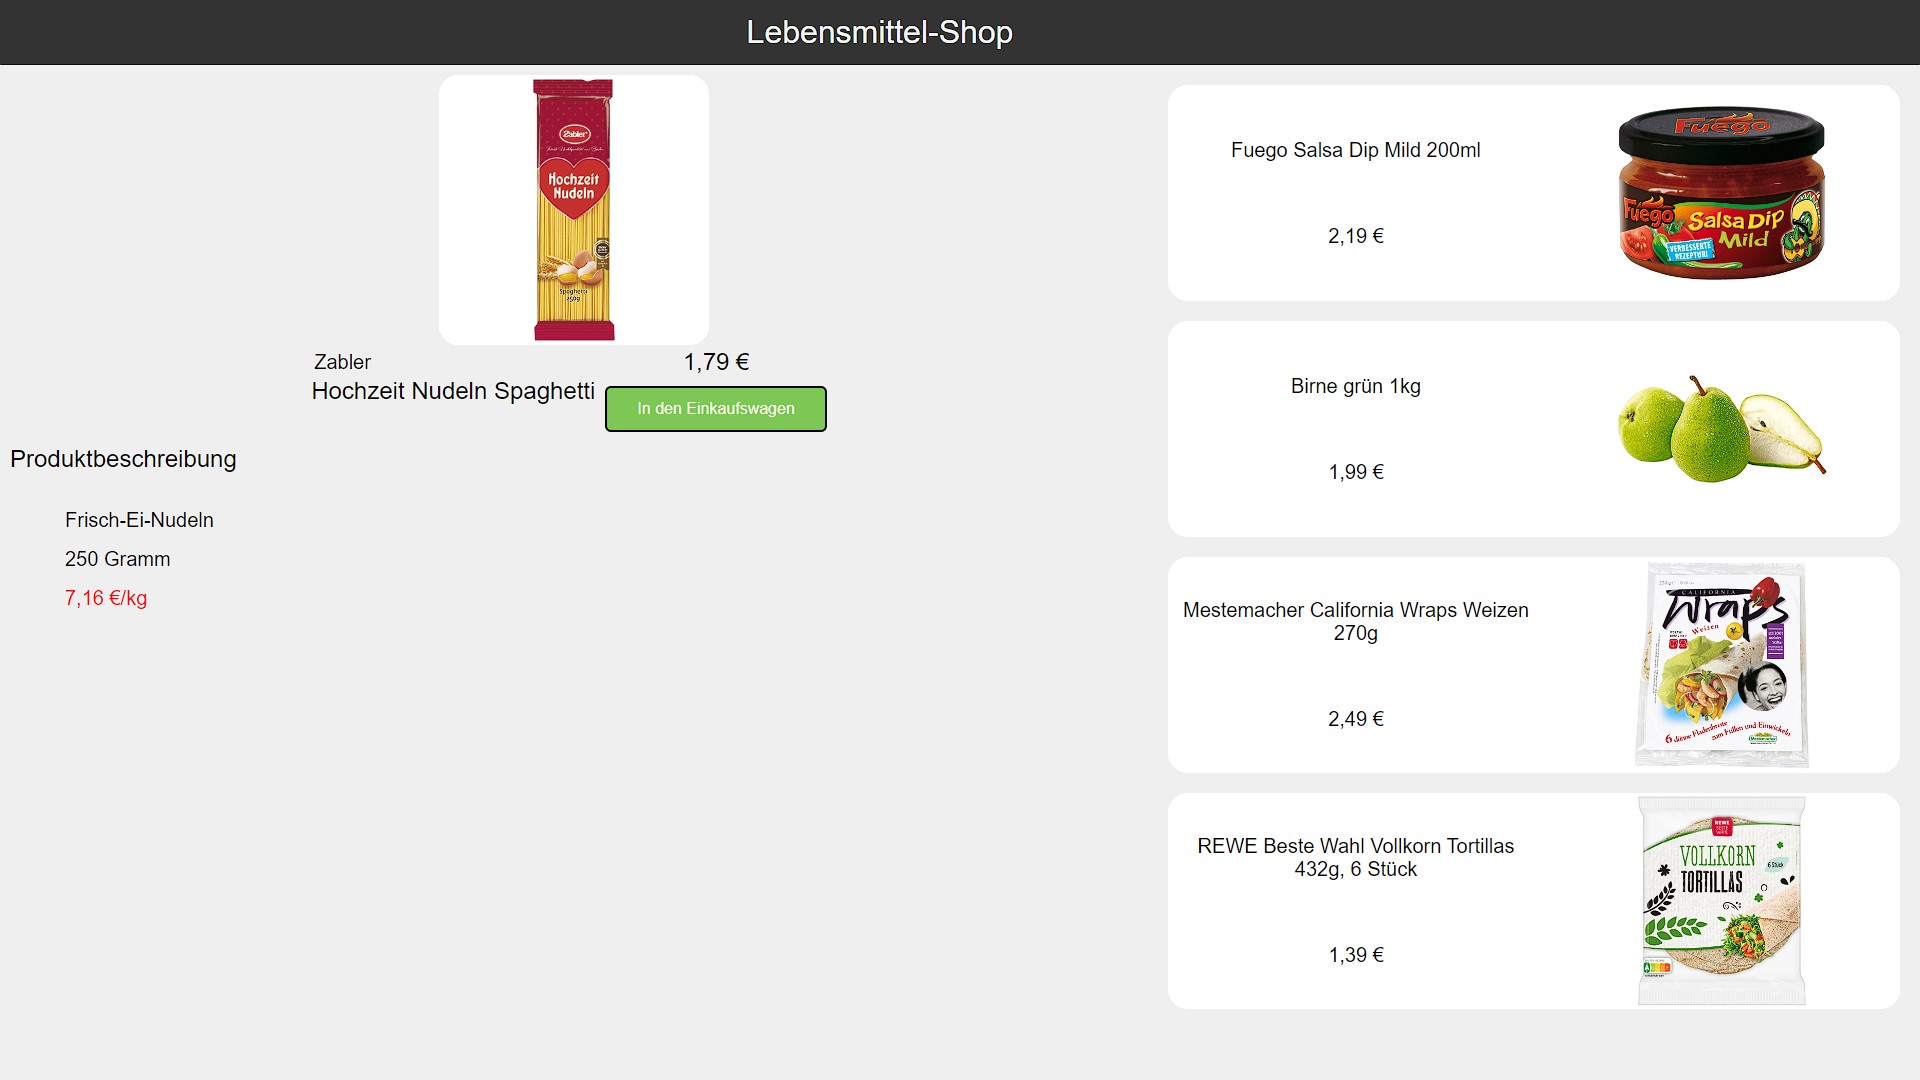 Lebensmittel-Shop
Zabler
Hochzeit
Nudeln
Spaghetti
250g
Zabler
1,79 €
Hochzeit Nudeln Spaghetti
In den Einkaufswagen
Produktbeschreibung
Frisch-Ei-Nudeln
250 Gramm
7,16 €/kg
Fuego Salsa Dip Mild 200ml
2,19 €
Fuego
Fuego
Salsa Dip
Mild
VERBESSERTE
REZEPTUR!
Birne grün 1kg
1,99 €
Mestemacher California Wraps Weizen
270g
2,49 €
CALIFORNIA
Wraps
Weizen
6 dünne Fladenbrote
zum Füllen und Einwickeln
Mestemacher
REWE Beste Wahl Vollkorn Tortillas
432g, 6 Stück
1,39 €
REWE
BESTE
WAHL
VOLLKORN
TORTILLAS
6 Stück